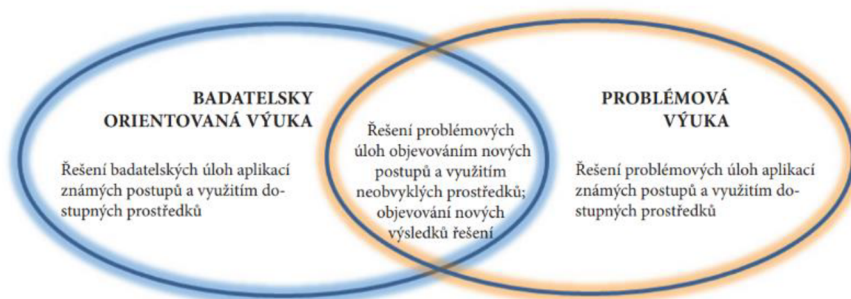 BADATELSKY
ORIENTOVANÁ VÝUKA
Řešení badatelských úloh aplikací
známých postupů a využitím do-
stupných prostředků
Řešení problémových
úloh objevováním nových
postupů a využitím
neobvyklých prostředků;
objevování nových
výsledků řešení
PROBLÉMOVÁ
VÝUKA
Řešení problémových úloh aplikací
známých postupů a využitím do-
stupných prostředků